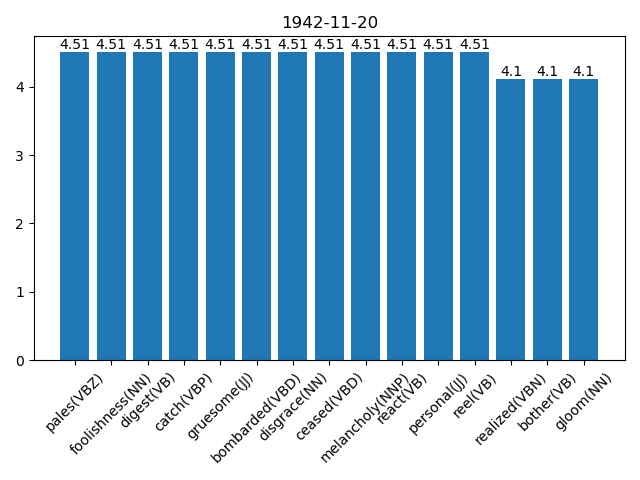 1942-11-20
4.51 4.51 4.51 4.51 4.51 4.51 4.51 4.51 4.51 4.51 4.51 4.51 4.1 4.1 4.1
4
3
2
1
0
pales(VBZ)
foolishness(NN)
digest(VB)
catch(VBP)
gruesome(JJ)
bombarded(VBD)
disgrace(NN)
ceased(VBD)
melancholy(NNP)
react(VB)
personal(JJ)
reel(VB)
realized(VBN)
bother(VB)
gloom(NN)